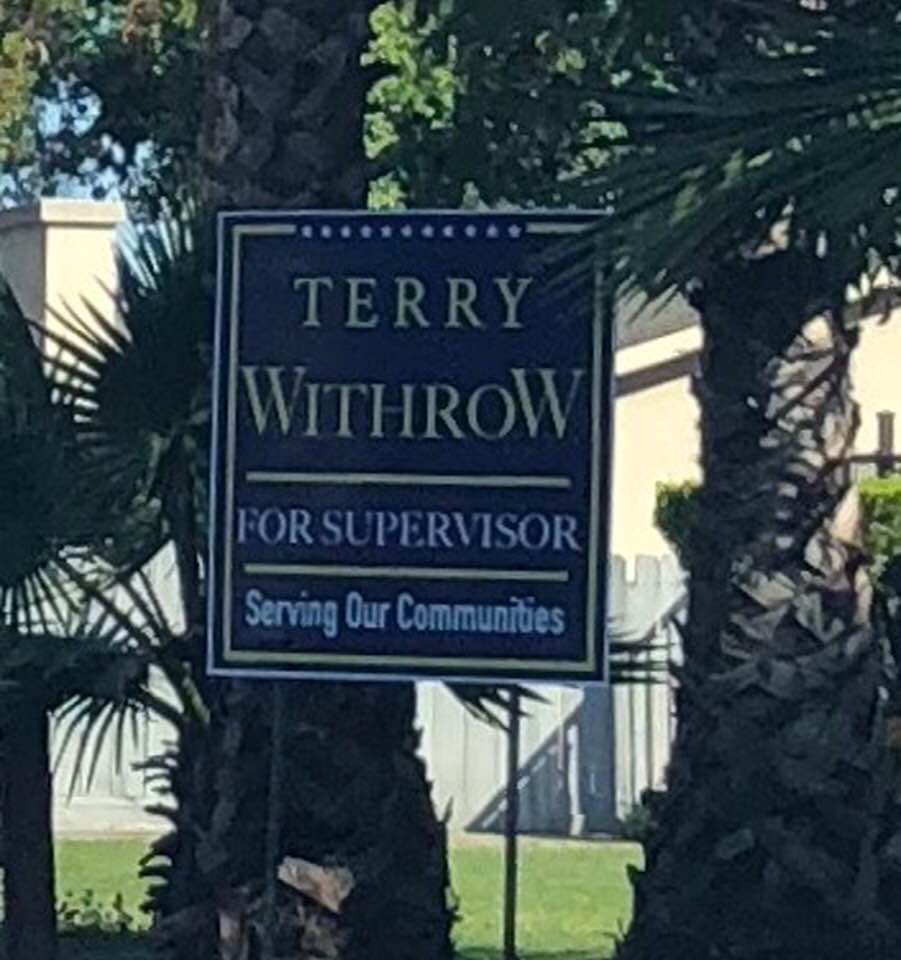 TERRY
WITHROW
FOR SUPERVISOR
Serving Our Communities